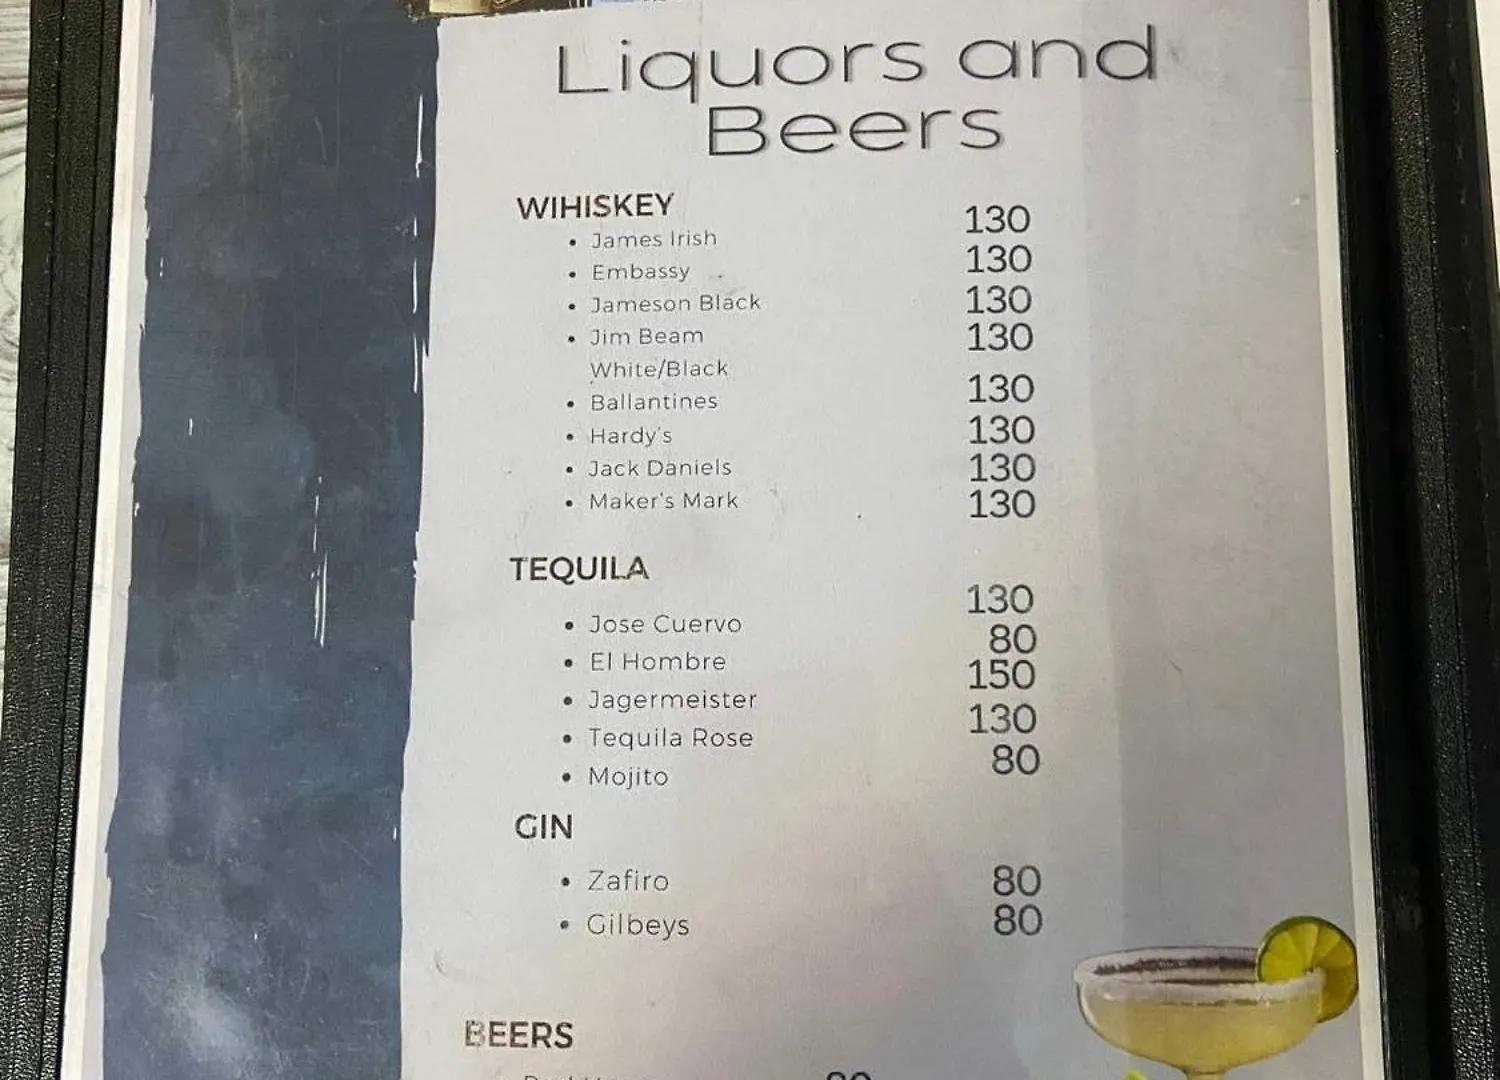 Liquors and
Beers
WIHISKEY
James Irish 130
Embassy 130
Jameson Black 130
Jim Beam 130
White/Black
Ballantines 130
Hardy's 130
Jack Daniels 130
Maker's Mark 130
TEQUILA
Jose Cuervo 130
El Hombre 80
Jagermeister 150
Tequila Rose 130
Mojito 80
GIN
Zafiro 80
Gilbeys 80
BEERS